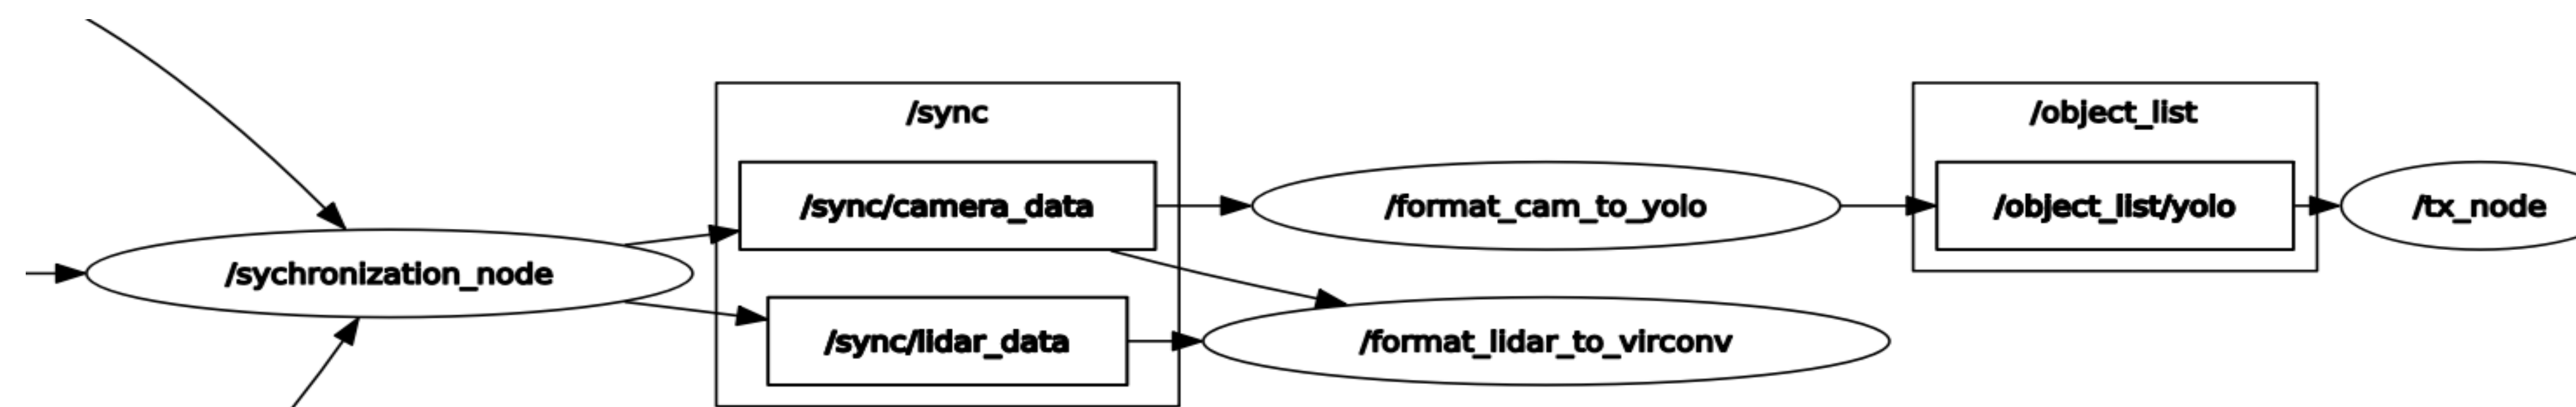 /sync
/object_list
/sync/camera_data
/format_cam_to_yolo
/object_list/yolo
/tx_node
/sychronization_node
/sync/lidar_data
/format_lidar_to_virconv